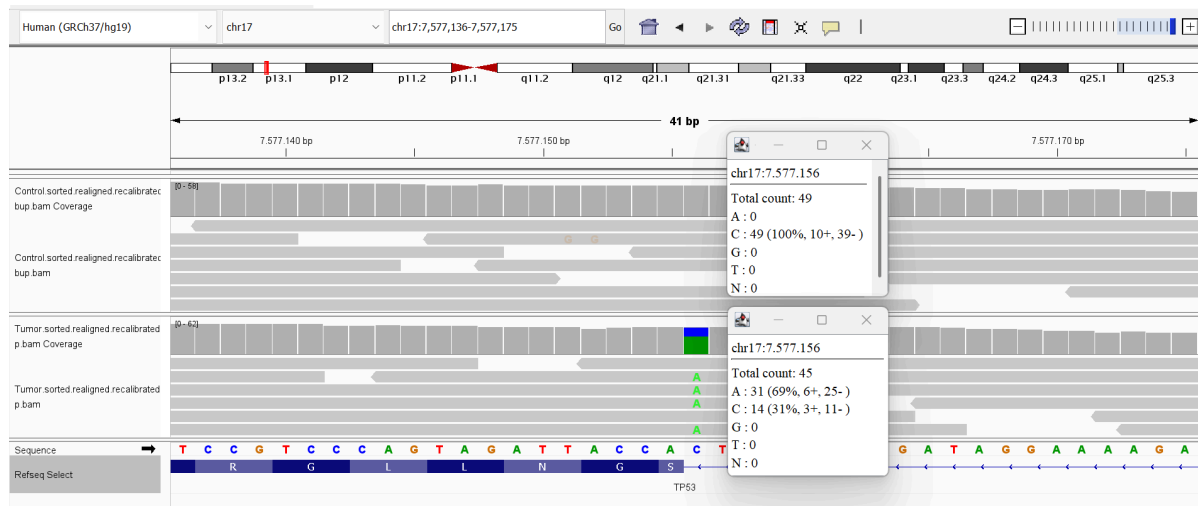 Human (GRCh37/hg19) chr17 chr17:7,577,136-7,577,175 Go
p13.2 p13.1 p12 p11.2 p11.1 q11.2 q12 q21.1 q21.31 q21.33 q22 q23.1 q23.3 q24.2 q24.3 q25.1 q25.3
41 bp
7.577.140 bp 7.577.150 bp 7.577.170 bp
chr17:7.577.156
Total count: 49
A : 0
C : 49 (100%, 10+, 39- )
G : 0
T : 0
N : 0
Control.sorted.realigned.recalibratec
bup.bam Coverage
[0 - 58]
Control.sorted.realigned.recalibratec
bup.bam
G G
Tumor.sorted.realigned.recalibrated
p.bam Coverage
[0 - 62]
chr17:7.577.156
Total count: 45
A : 31 (69%, 6+, 25- )
C : 14 (31%, 3+, 11- )
G : 0
T : 0
N : 0
Tumor.sorted.realigned.recalibrated
p.bam
A
A
A
A
Sequence T C C G T C C C A G T A G A T T A C C A C T G A T A G G A A A A G A
Refseq Select R G L L N G S
TP53